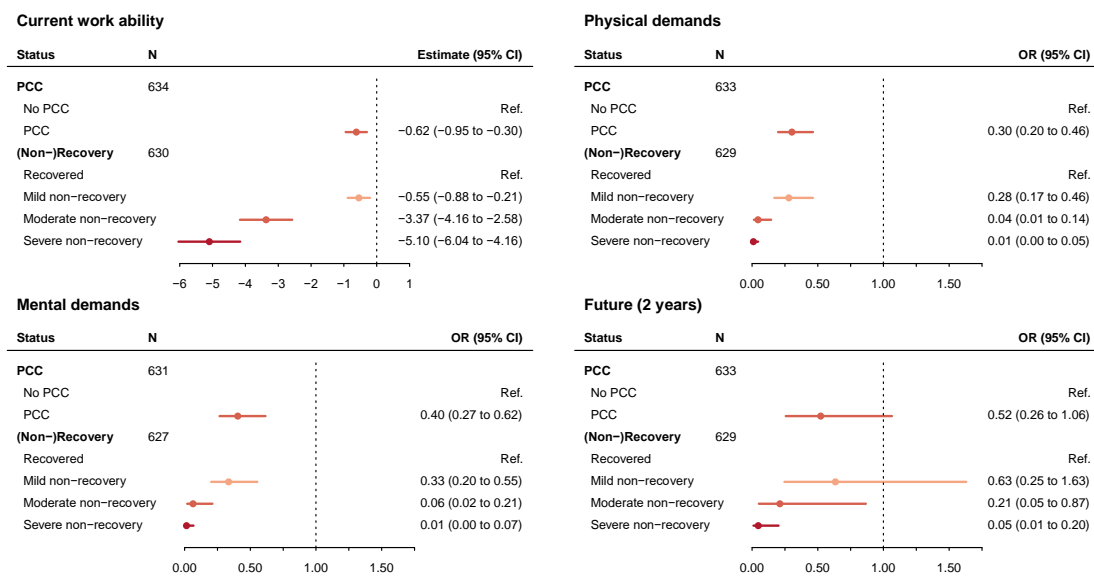 Current work ability
Status N Estimate (95% CI)
PCC 634
No PCC Ref.
PCC −0.62 (−0.95 to −0.30)
(Non−)Recovery 630
Recovered Ref.
Mild non−recovery −0.55 (−0.88 to −0.21)
Moderate non−recovery −3.37 (−4.16 to −2.58)
Severe non−recovery −5.10 (−6.04 to −4.16)
−6 −5 −4 −3 −2 −1 0 1
Physical demands
Status N OR (95% CI)
PCC 633
No PCC Ref.
PCC 0.30 (0.20 to 0.46)
(Non−)Recovery 629
Recovered Ref.
Mild non−recovery 0.28 (0.17 to 0.46)
Moderate non−recovery 0.04 (0.01 to 0.14)
Severe non−recovery 0.01 (0.00 to 0.05)
0.00 0.50 1.00 1.50
Mental demands
Status N OR (95% CI)
PCC 631
No PCC Ref.
PCC 0.40 (0.27 to 0.62)
(Non−)Recovery 627
Recovered Ref.
Mild non−recovery 0.33 (0.20 to 0.55)
Moderate non−recovery 0.06 (0.02 to 0.21)
Severe non−recovery 0.01 (0.00 to 0.07)
0.00 0.50 1.00 1.50
Future (2 years)
Status N OR (95% CI)
PCC 633
No PCC Ref.
PCC 0.52 (0.26 to 1.06)
(Non−)Recovery 629
Recovered Ref.
Mild non−recovery 0.63 (0.25 to 1.63)
Moderate non−recovery 0.21 (0.05 to 0.87)
Severe non−recovery 0.05 (0.01 to 0.20)
0.00 0.50 1.00 1.50